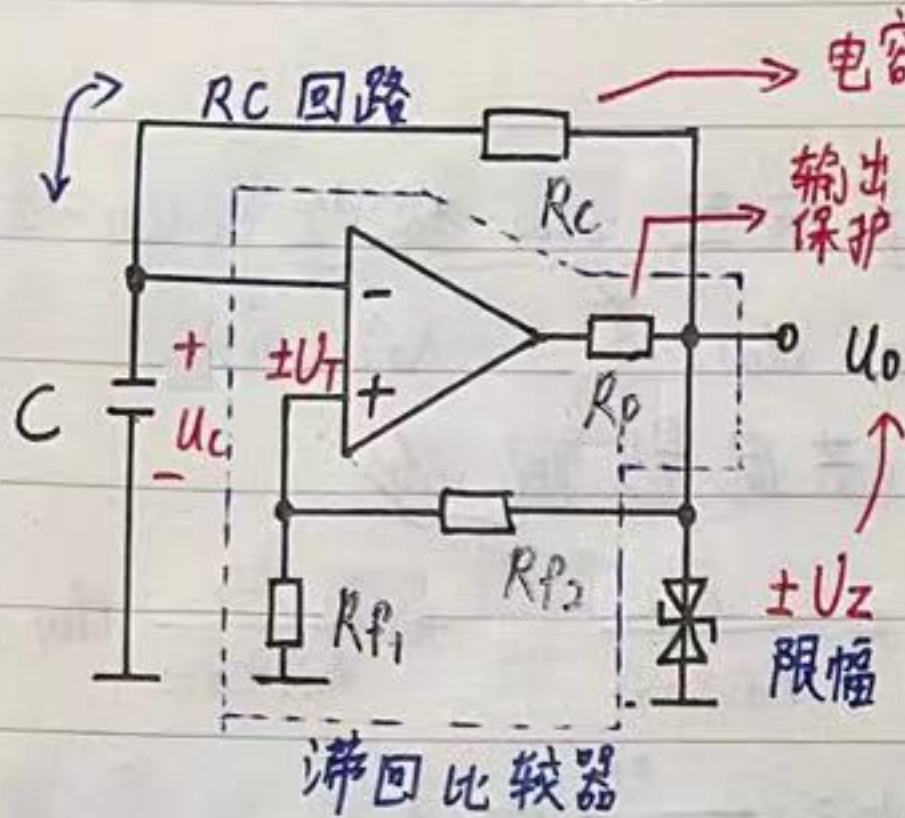 电容
RC 回路
Rc
输出
保护
-
±UT
+
Rp
uo
+
C
uc
-
Rf1
Rf2
±Uz
限幅
滞回比较器